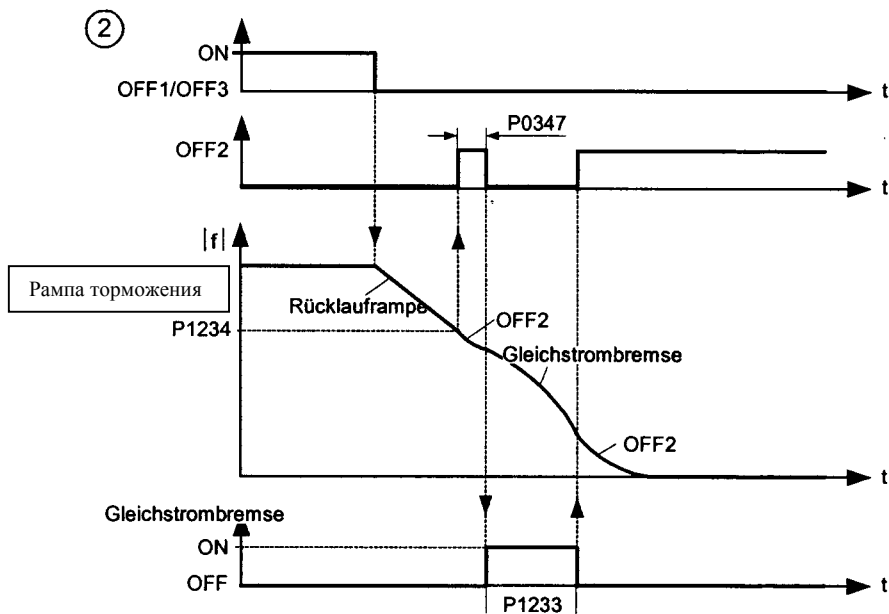 2
ON
OFF1/OFF3
t
P0347
OFF2
t
|f|
Рампа торможения
Rücklauframpe
P1234
OFF2
Gleichstrombremse
OFF2
t
Gleichstrombremse
ON
OFF
t
P1233